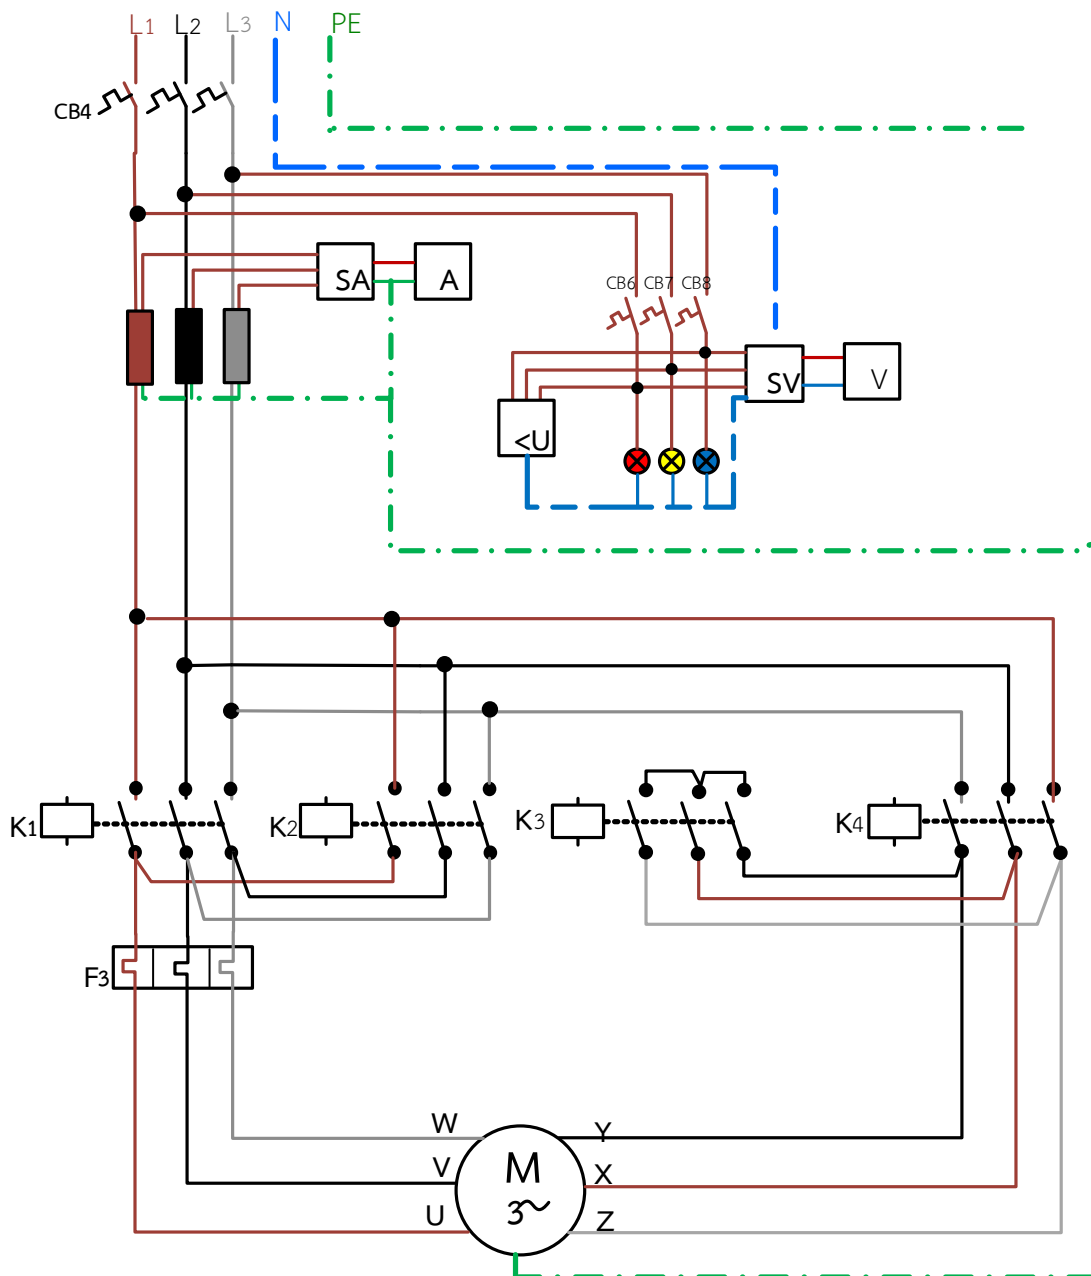 L1 L2 L3 N PE
CB4
SA A
CB6 CB7 CB8
SV V
<U
K1 K2 K3 K4
F3
W Y
M
V X
3~
U Z